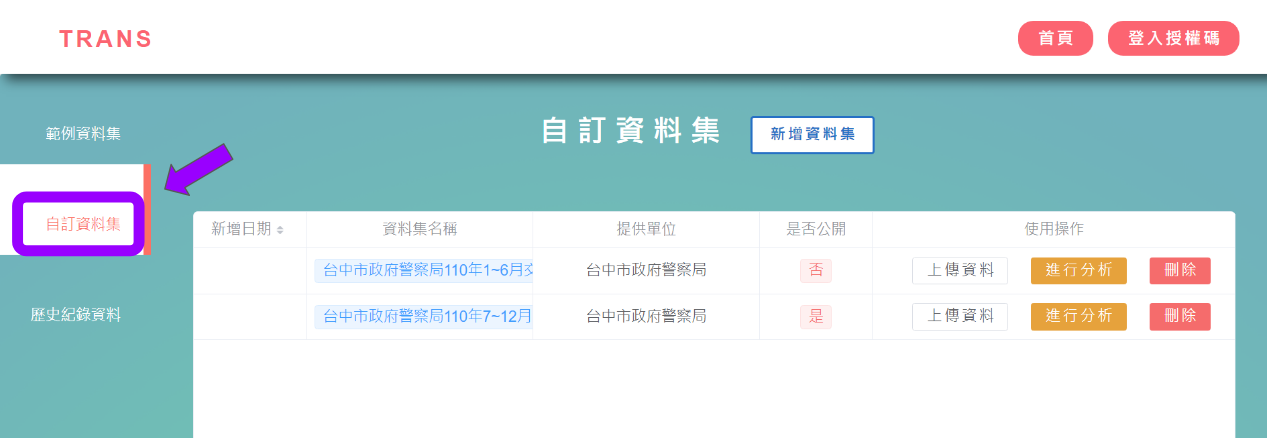 TRANS
首頁
登入授權碼
範例資料集
自訂資料集
歷史紀錄資料
自訂資料集
新增資料集
新增日期 資料集名稱 提供單位 是否公開 使用操作
台中市政府警察局110年1~6月交 台中市政府警察局 否 上傳資料 進行分析 刪除
台中市政府警察局110年7~12月 台中市政府警察局 是 上傳資料 進行分析 刪除